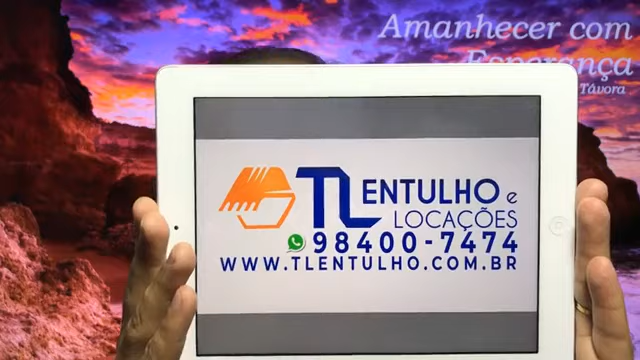 Amanhecer com
Esperança
Távora
TL ENTULHO e
LOCAÇÕES
98400-7474
WWW.TLENTULHO.COM.BR